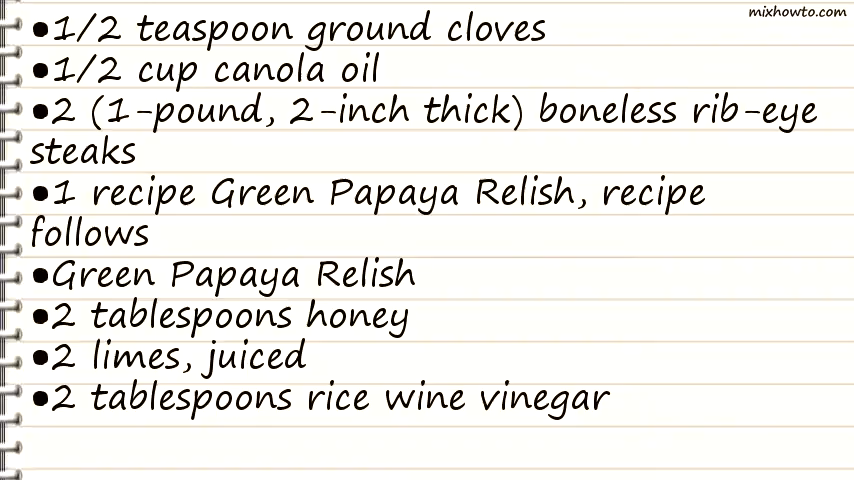 mixhowto.com
•1/2 teaspoon ground cloves
•1/2 cup canola oil
•2 (1-pound, 2-inch thick) boneless rib-eye
steaks
•1 recipe Green Papaya Relish, recipe
follows
•Green Papaya Relish
•2 tablespoons honey
•2 limes, juiced
•2 tablespoons rice wine vinegar